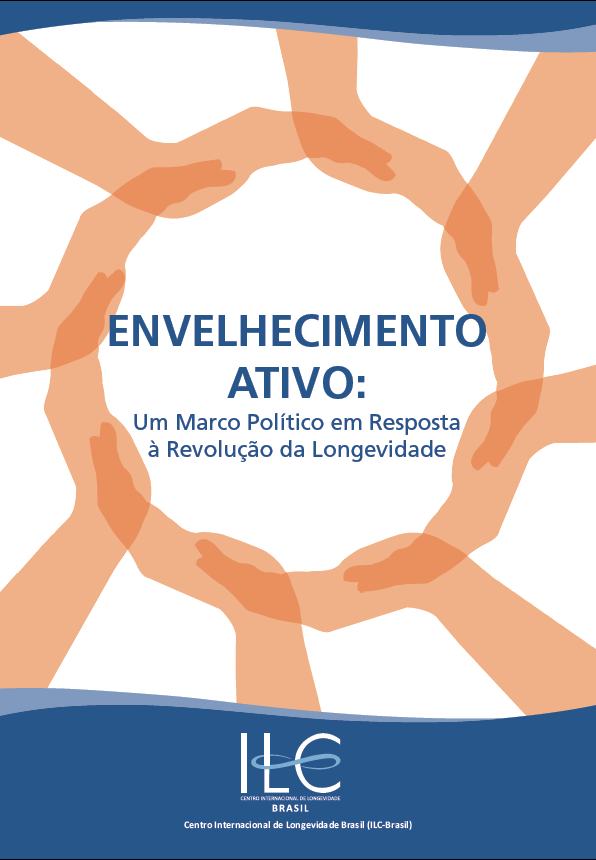 ENVELHECIMENTO
ATIVO:
Um Marco Político em Resposta
à Revolução da Longevidade
ILC
CENTRO INTERNACIONAL DE LONGEVIDADE
BRASIL
Centro Internacional de Longevidade Brasil (ILC-Brasil)